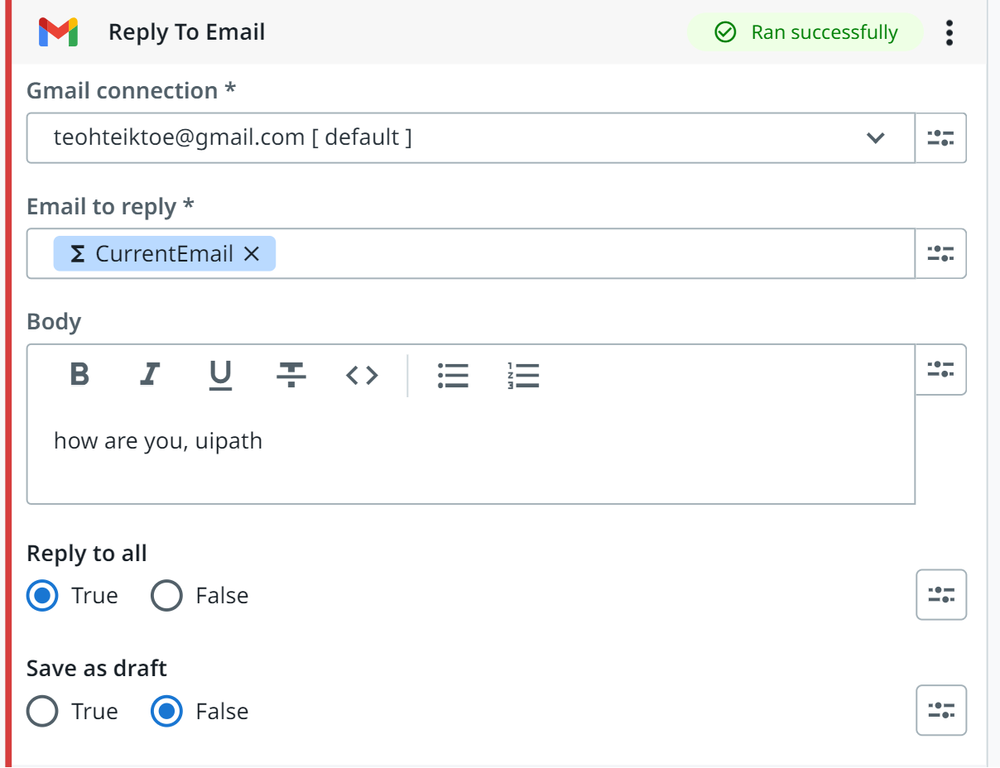 Reply To Email
Ran successfully
Gmail connection *
teohteiktoe@gmail.com [ default ]
Email to reply *
Σ CurrentEmail ×
Body
B I U T <>
how are you, uipath
Reply to all
True False
Save as draft
True False